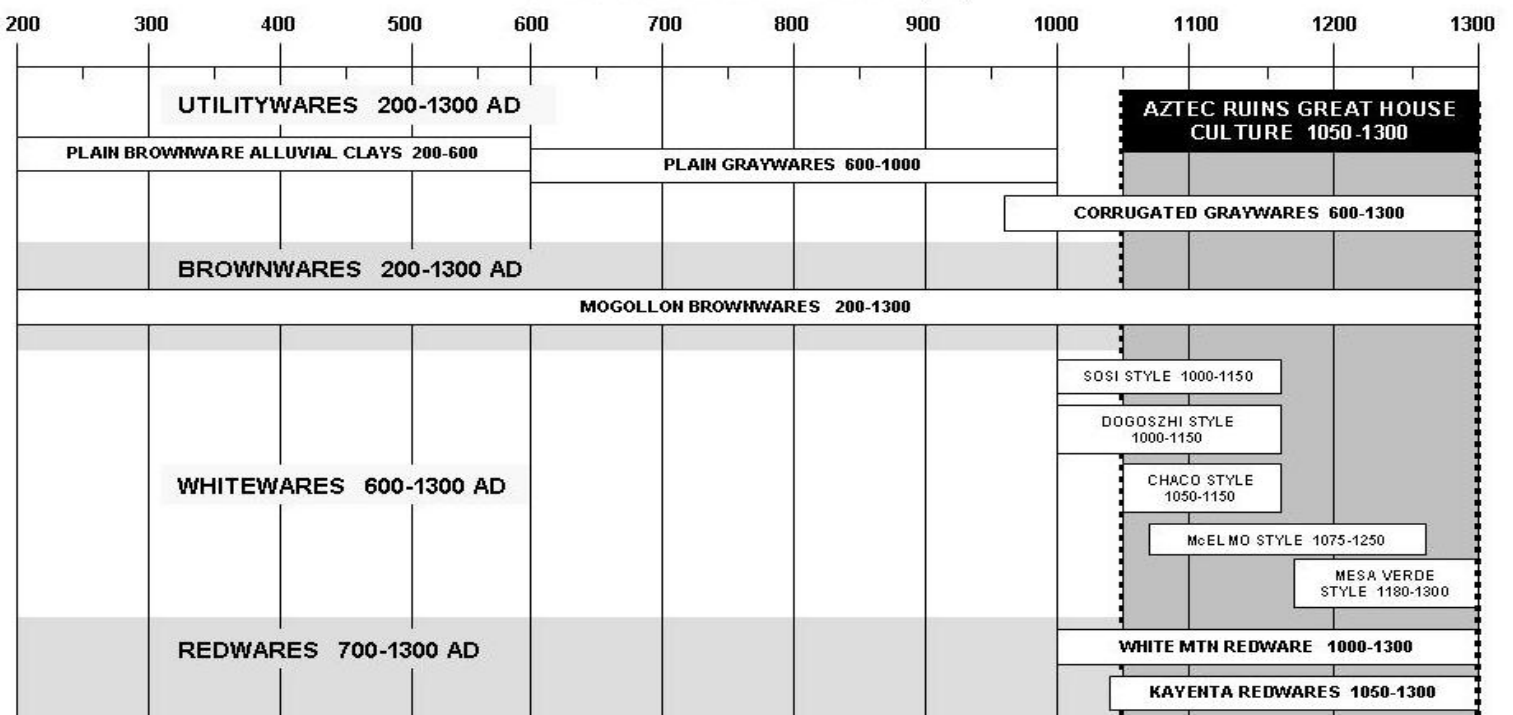 200 300 400 500 600 700 800 900 1000 1100 1200 1300
UTILITYWARES 200-1300 AD
AZTEC RUINS GREAT HOUSE
CULTURE 1050-1300
PLAIN BROWNWARE ALLUVIAL CLAYS 200-600
PLAIN GRAYWARES 600-1000
CORRUGATED GRAYWARES 600-1300
BROWNWARES 200-1300 AD
MOGOLLON BROWNWARES 200-1300
SOSI STYLE 1000-1150
DOGOSZHI STYLE
1000-1150
WHITEWARES 600-1300 AD
CHACO STYLE
1050-1150
McELMO STYLE 1075-1250
MESA VERDE
STYLE 1180-1300
REDWARES 700-1300 AD
WHITE MTN REDWARE 1000-1300
KAYENTA REDWARES 1050-1300